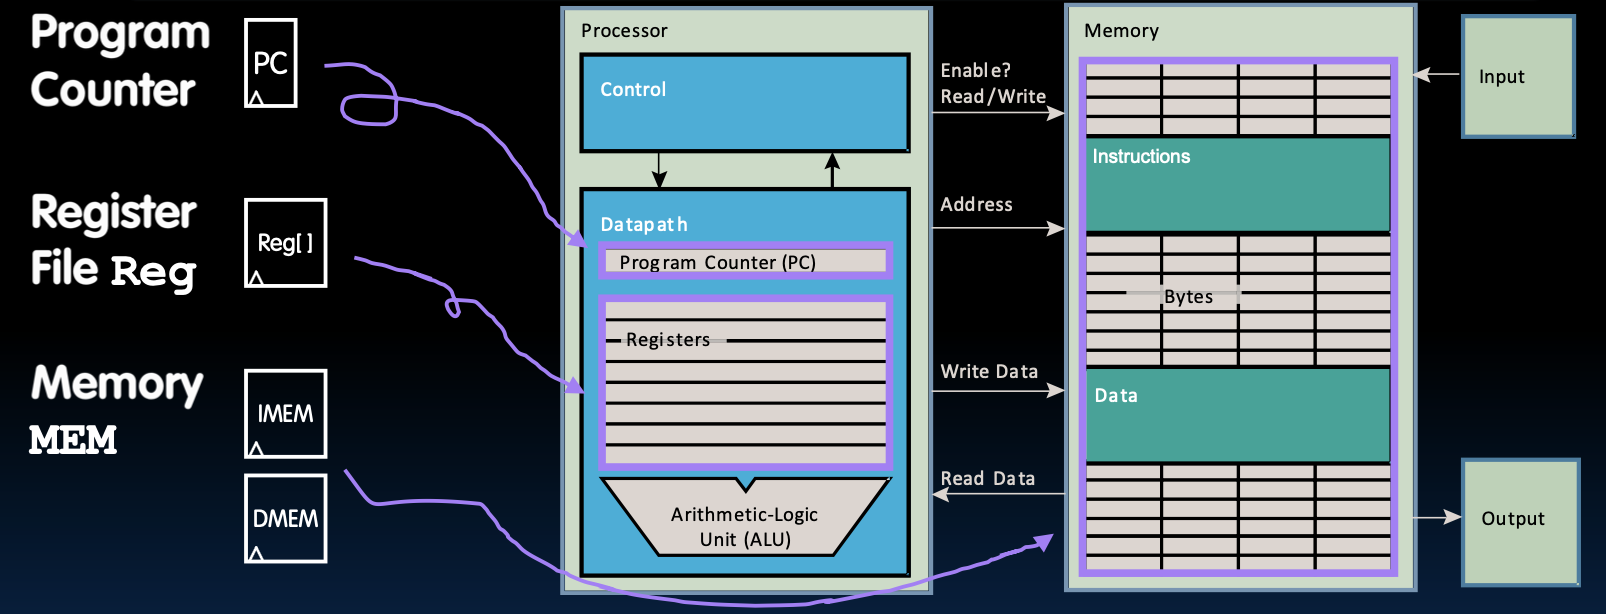 Program
Counter
PC
Register
File Reg
Reg[ ]
Memory
MEM
IMEM
DMEM
Processor
Control
Datapath
Program Counter (PC)
Registers
Arithmetic-Logic
Unit (ALU)
Enable?
Read/Write
Address
Write Data
Read Data
Memory
Instructions
Bytes
Data
Input
Output